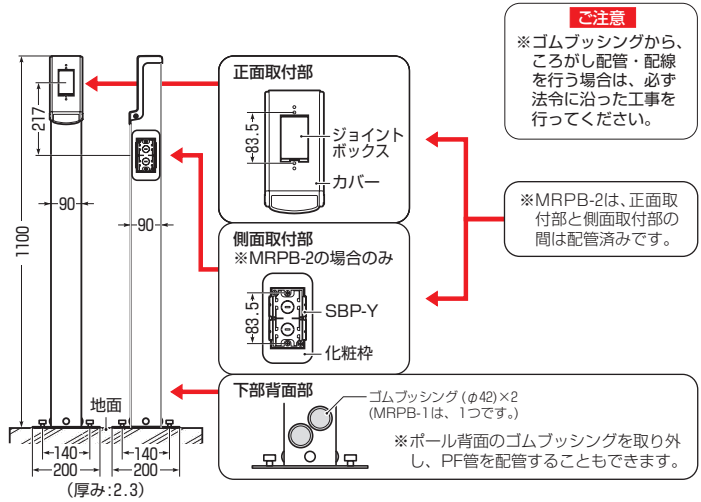 ご注意
※ゴムブッシングから、
ころがし配管・配線
を行う場合は、必ず
法令に沿った工事を
行ってください。
正面取付部
83.5
ジョイント
ボックス
カバー
217
90
90
1100
※MRPB-2は、正面取
付部と側面取付部の
間は配管済みです。
側面取付部
※MRPB-2の場合のみ
83.5
SBP-Y
化粧枠
下部背面部
ゴムブッシング(φ42)×2
(MRPB-1は、1つです。)
※ポール背面のゴムブッシングを取り外
し、PF管を配管することもできます。
地面
140
140
200
200
(厚み:2.3)